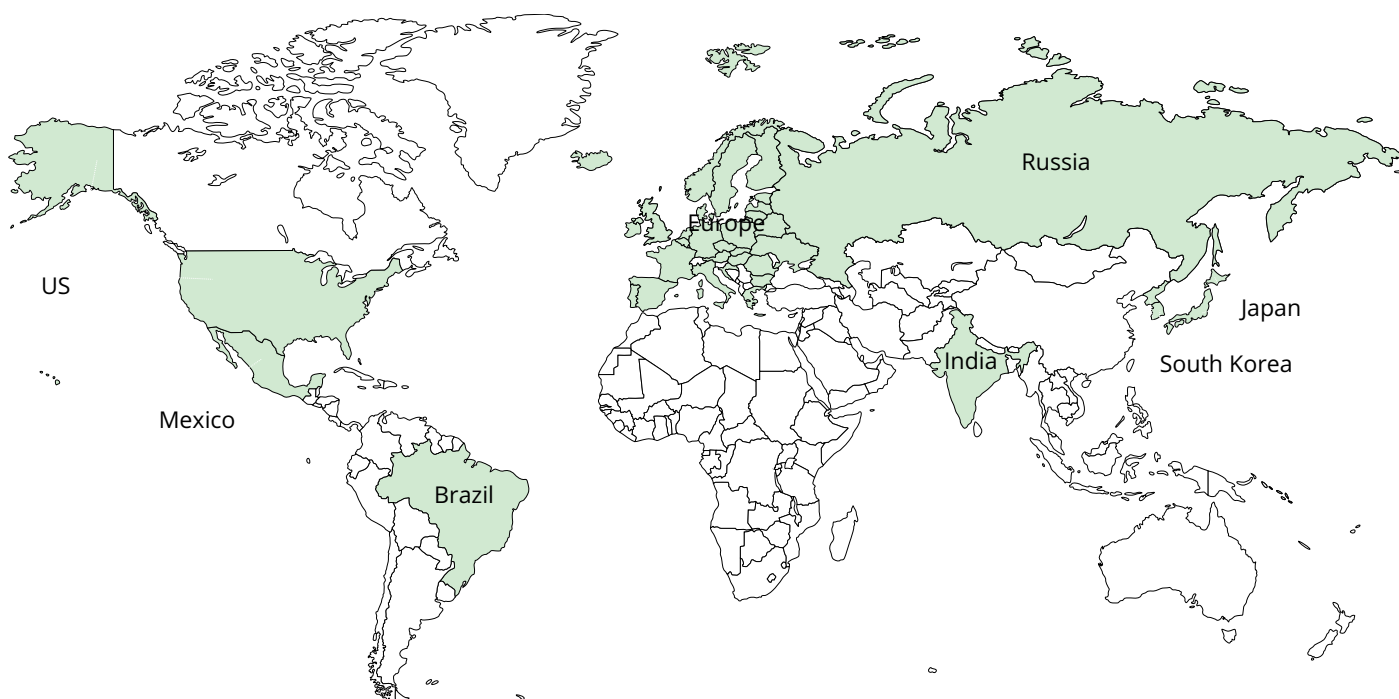 Russia
Europe
US
Japan
India
South Korea
Mexico
Brazil